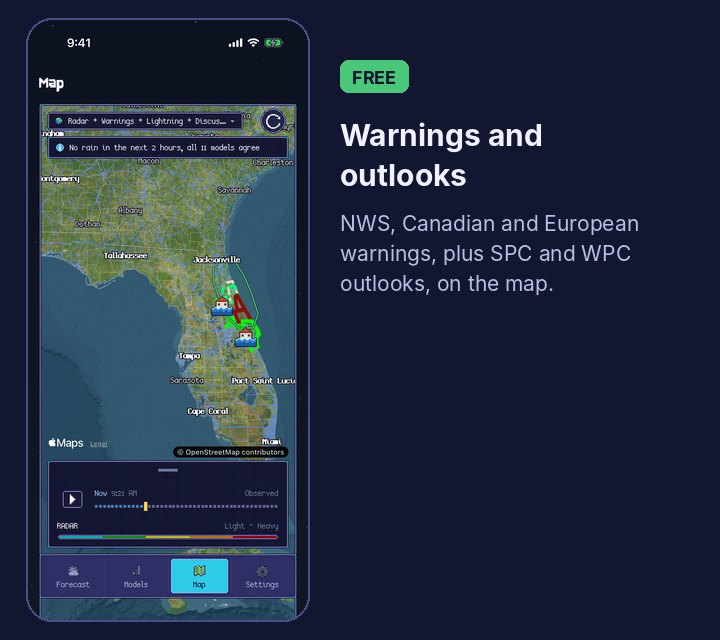 9:41
Map
Radar * Warnings * Lightning * Discus...
No rain in the next 2 hours, all 11 models agree
Macon
Charleston
ontgomery
Savannah
Albany
Dothan
Tallahassee
Jacksonville
Tampa
Sarasota
Port Saint Luci
Cape Coral
Miami
Maps
Legal
© OpenStreetMap contributors
Now 9:21 AM
Observed
RADAR
Light - Heavy
Forecast
Models
Map
Settings
FREE
Warnings and
outlooks
NWS, Canadian and European
warnings, plus SPC and WPC
outlooks, on the map.